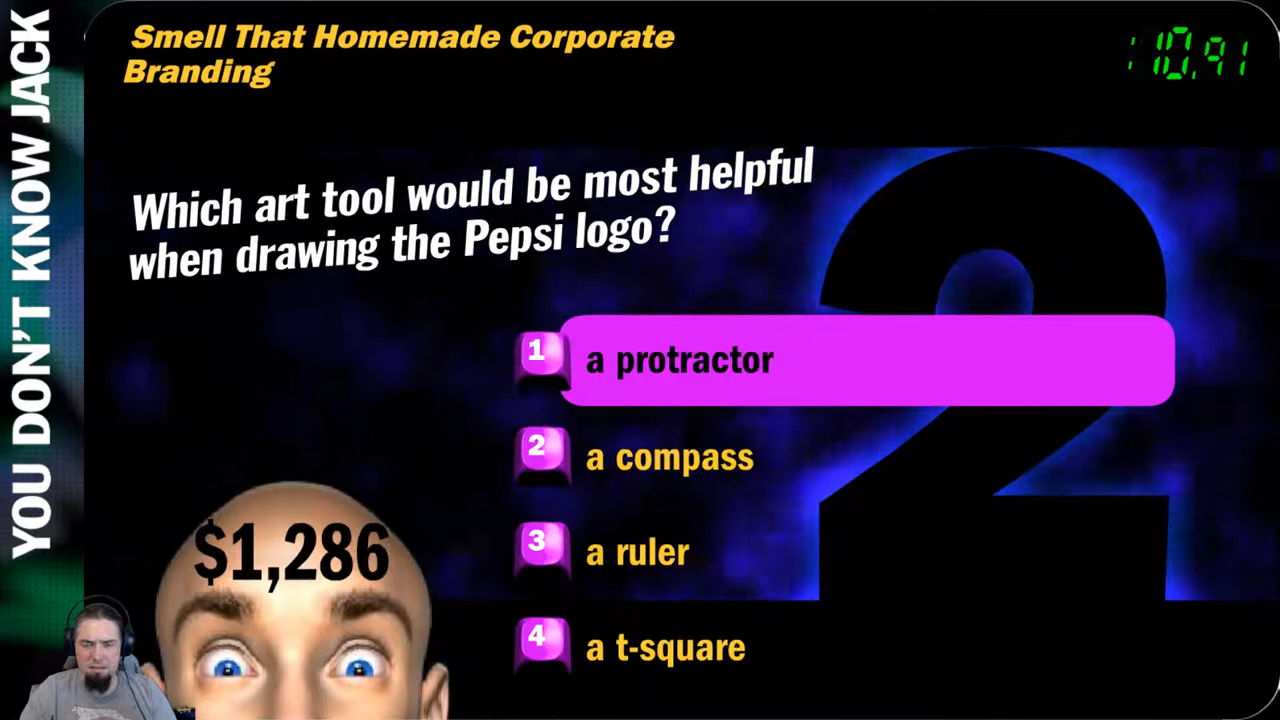 YOU DON'T KNOW JACK
Smell That Homemade Corporate
Branding
10.91
Which art tool would be most helpful
when drawing the Pepsi logo?
1 a protractor
2 a compass
3 a ruler
4 a t-square
$1,286
2